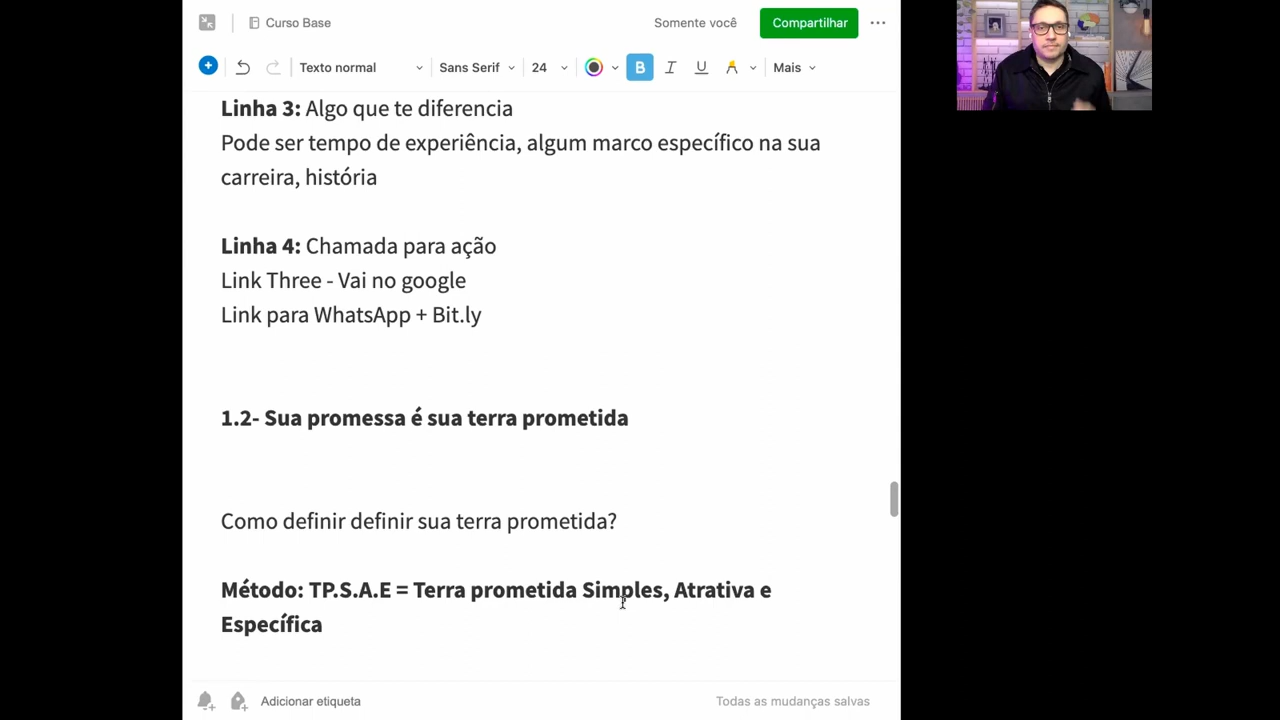 Curso Base
Somente você
Compartilhar
Texto normal
Sans Serif
24
B
I
U
Mais
Linha 3: Algo que te diferencia
Pode ser tempo de experiência, algum marco específico na sua
carreira, história
Linha 4: Chamada para ação
Link Three - Vai no google
Link para WhatsApp + Bit.ly
1.2- Sua promessa é sua terra prometida
Como definir definir sua terra prometida?
Método: TP.S.A.E = Terra prometida Simples, Atrativa e
Específica
Adicionar etiqueta
Todas as mudanças salvas